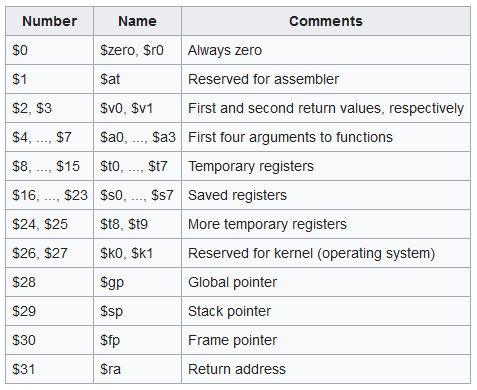 Number Name Comments
$0 $zero, $r0 Always zero
$1 $at Reserved for assembler
$2, $3 $v0, $v1 First and second return values, respectively
$4, ..., $7 $a0, ..., $a3 First four arguments to functions
$8, ..., $15 $t0, ..., $t7 Temporary registers
$16, ..., $23 $s0, ..., $s7 Saved registers
$24, $25 $t8, $t9 More temporary registers
$26, $27 $k0, $k1 Reserved for kernel (operating system)
$28 $gp Global pointer
$29 $sp Stack pointer
$30 $fp Frame pointer
$31 $ra Return address